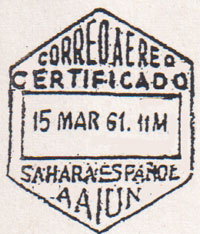 CORREO AEREO
CERTIFICADO
15 MAR 61. 11M
SAHARA ESPAÑOL
AAIUN